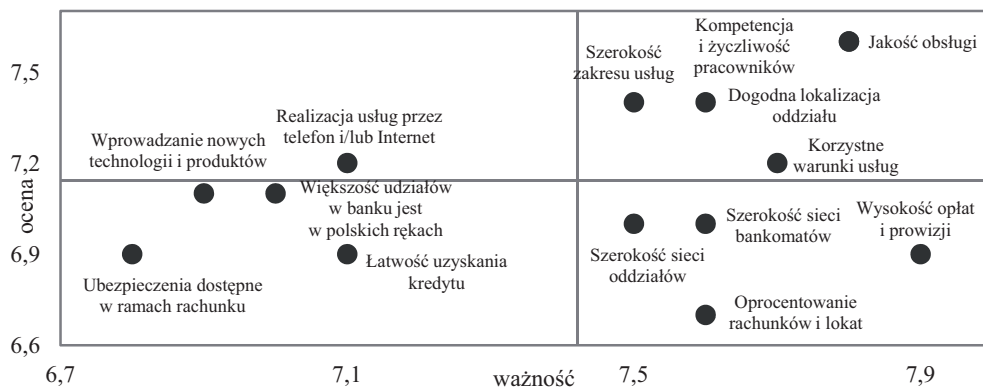 Kompetencja
i życzliwość
pracowników
Szerokość
zakresu usług
Jakość obsługi
7,5
Dogodna lokalizacja
oddziału
Realizacja usług przez
telefon i/lub Internet
Wprowadzanie nowych
technologii i produktów
Korzystne
warunki usług
7,2
ocena
Większość udziałów
w banku jest
w polskich rękach
Szerokość sieci
bankomatów
Wysokość opłat
i prowizji
6,9
Łatwość uzyskania
kredytu
Szerokość sieci
oddziałów
Ubezpieczenia dostępne
w ramach rachunku
Oprocentowanie
rachunków i lokat
6,6
6,7
7,1
ważność
7,5
7,9